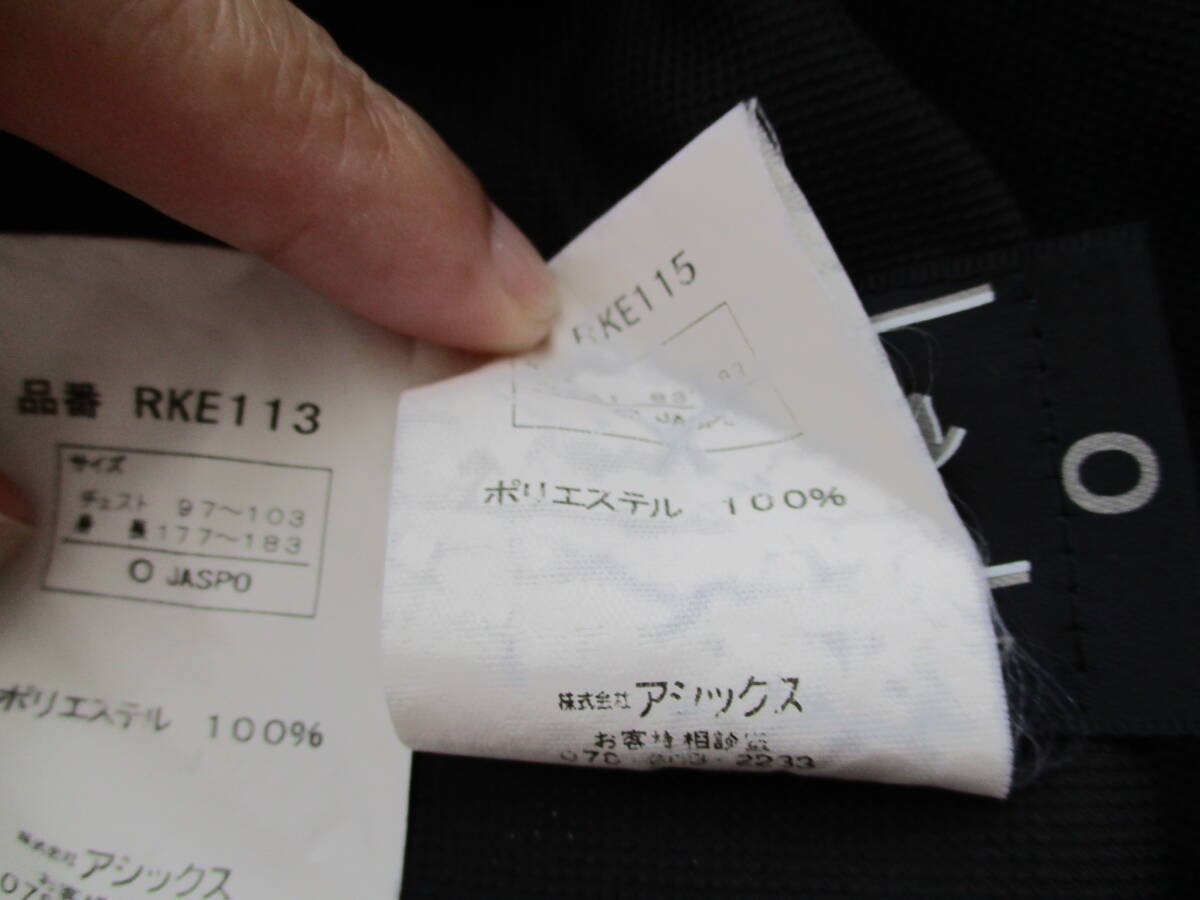 品番 RKE113
サイズ
チェスト 97～103
身長 177～183
O JASPO
ポリエステル 100%
株式会社 アシックス
RKE115
ポリエステル 100%
株式会社 アシックス
お客様相談室
O